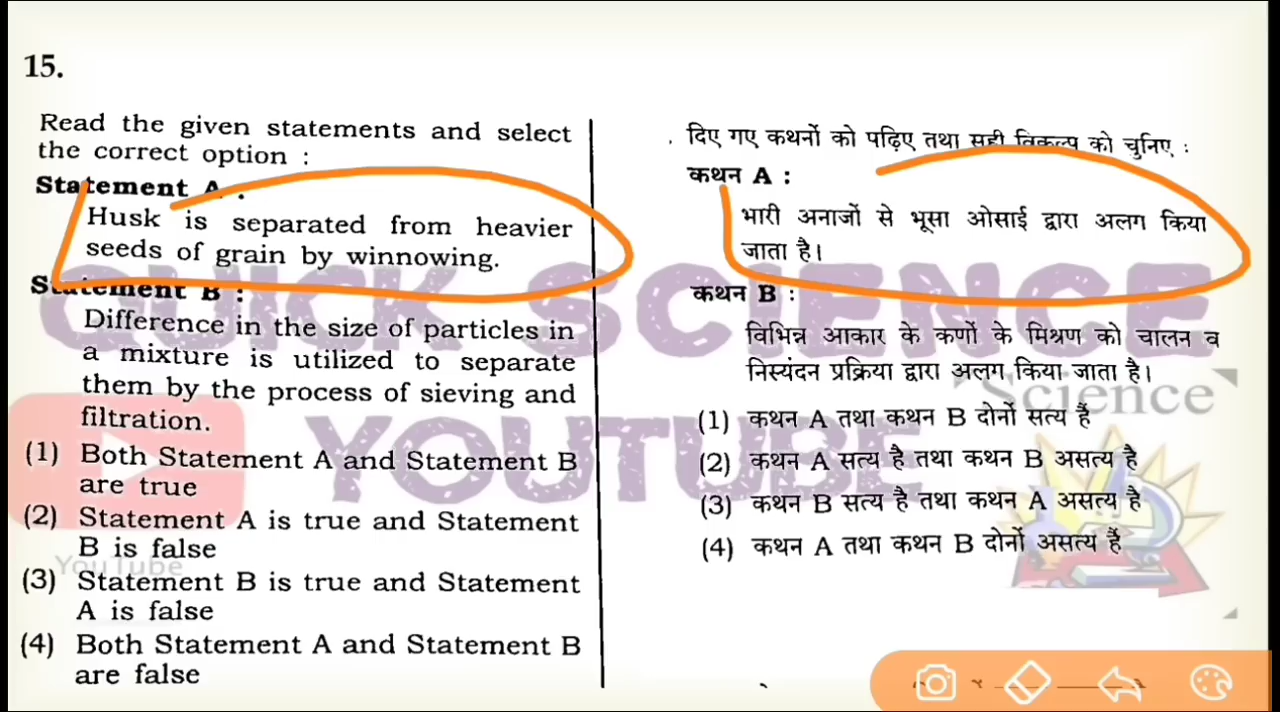 15.
Read the given statements and select
the correct option :
Statement A :
Husk is separated from heavier
seeds of grain by winnowing.
Statement B :
Difference in the size of particles in
a mixture is utilized to separate
them by the process of sieving and
filtration.
(1) Both Statement A and Statement B
are true
(2) Statement A is true and Statement
B is false
(3) Statement B is true and Statement
A is false
(4) Both Statement A and Statement B
are false
दिए गए कथनों को पढ़िए तथा सही विकल्प को चुनिए :
कथन A :
भारी अनाजों से भूसा ओसाई द्वारा अलग किया
जाता है।
कथन B :
विभिन्न आकार के कणों के मिश्रण को चालन व
निस्यंदन प्रक्रिया द्वारा अलग किया जाता है।
(1) कथन A तथा कथन B दोनों सत्य हैं
(2) कथन A सत्य है तथा कथन B असत्य है
(3) कथन B सत्य है तथा कथन A असत्य है
(4) कथन A तथा कथन B दोनों असत्य हैं
QUICK SCIENCE
YOUTUBE
Science
YouTube